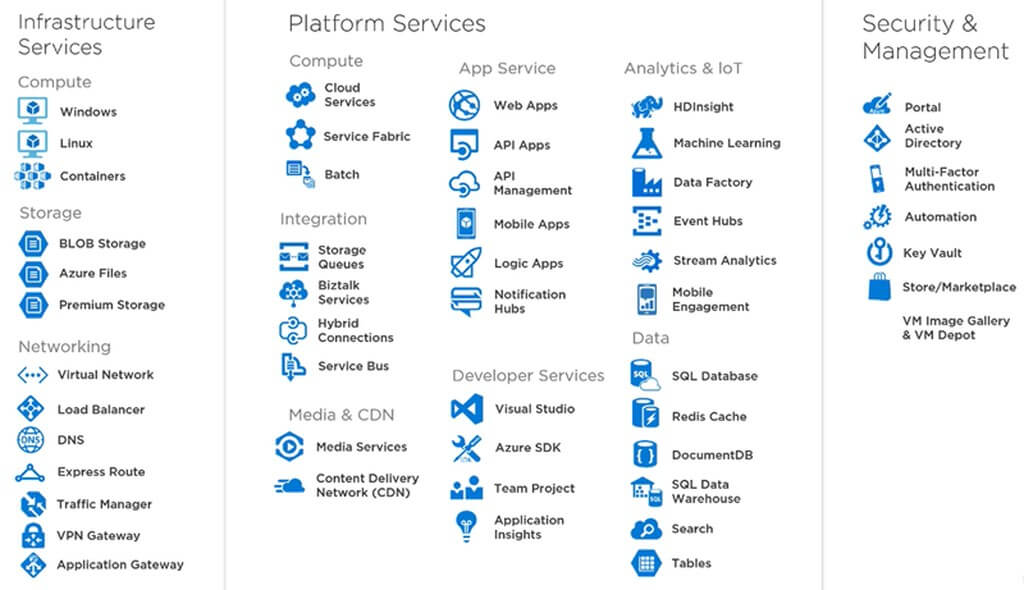 Infrastructure
Services
Compute
Windows
Linux
Containers
Storage
BLOB Storage
Azure Files
Premium Storage
Networking
Virtual Network
Load Balancer
DNS
DNS
Express Route
Traffic Manager
VPN Gateway
Application Gateway
Platform Services
Compute
Cloud
Services
Service Fabric
Batch
Integration
Storage
Queues
Biztalk
Services
Hybrid
Connections
Service Bus
Media & CDN
Media Services
Content Delivery
Network (CDN)
App Service
Web Apps
API Apps
API
Management
Mobile Apps
Logic Apps
Notification
Hubs
Developer Services
Visual Studio
Azure SDK
Team Project
Application
Insights
Analytics & IoT
HDInsight
Machine Learning
Data Factory
Event Hubs
Stream Analytics
Mobile
Engagement
Data
SQL
SQL Database
Redis Cache
DocumentDB
SQL
SQL Data
Warehouse
Search
Tables
Security &
Management
Portal
Active
Directory
Multi-Factor
Authentication
Automation
Key Vault
Store/Marketplace
VM Image Gallery
& VM Depot